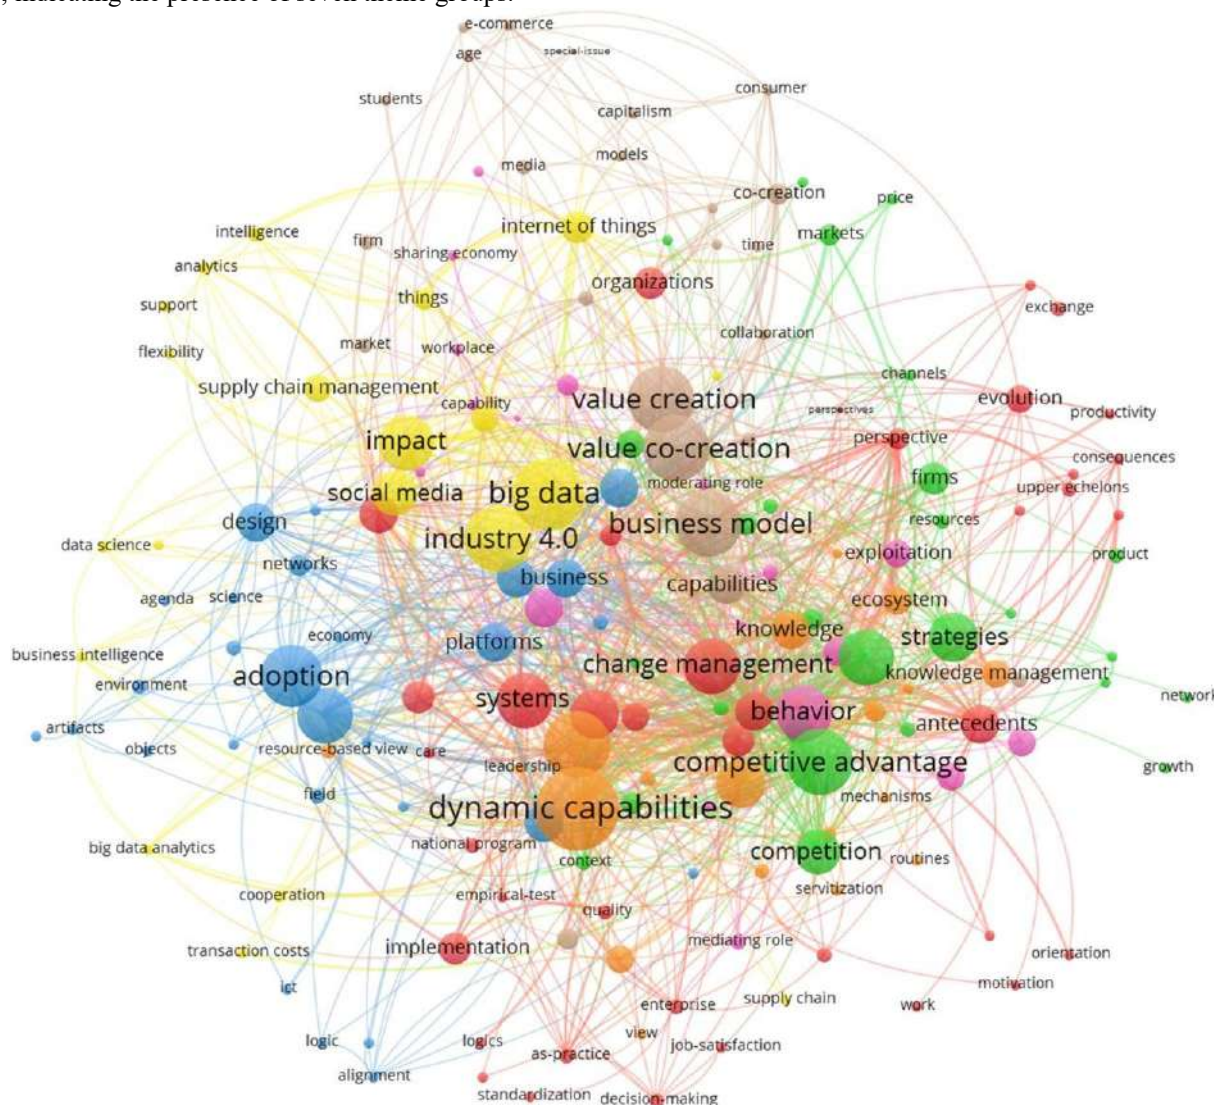 , indicating the presence of seven theme groups.
e-commerce
special-issue
age
consumer
students
capitalism
models
media
co-creation
price
internet of things
markets
intelligence
firm
time
sharing economy
analytics
organizations
things
support
exchange
collaboration
market
workplace
flexibility
channels
supply chain management
value creation
evolution
capability
perspectives
productivity
impact
perspective
value co-creation
consequences
firms
moderating role
upper echelons
social media
big data
design
business model
resources
industry 4.0
data science
exploitation
product
networks
business
capabilities
agenda
science
ecosystem
economy
knowledge
strategies
platforms
business intelligence
change management
adoption
knowledge management
environment
network
systems
behavior
artifacts
antecedents
objects
resource-based view
care
leadership
competitive advantage
growth
field
mechanisms
dynamic capabilities
big data analytics
national program
context
competition
routines
cooperation
empirical-test
servitization
quality
transaction costs
implementation
mediating role
orientation
ict
motivation
enterprise
supply chain
work
view
logic
logics
job-satisfaction
as-practice
alignment
standardization
decision-making